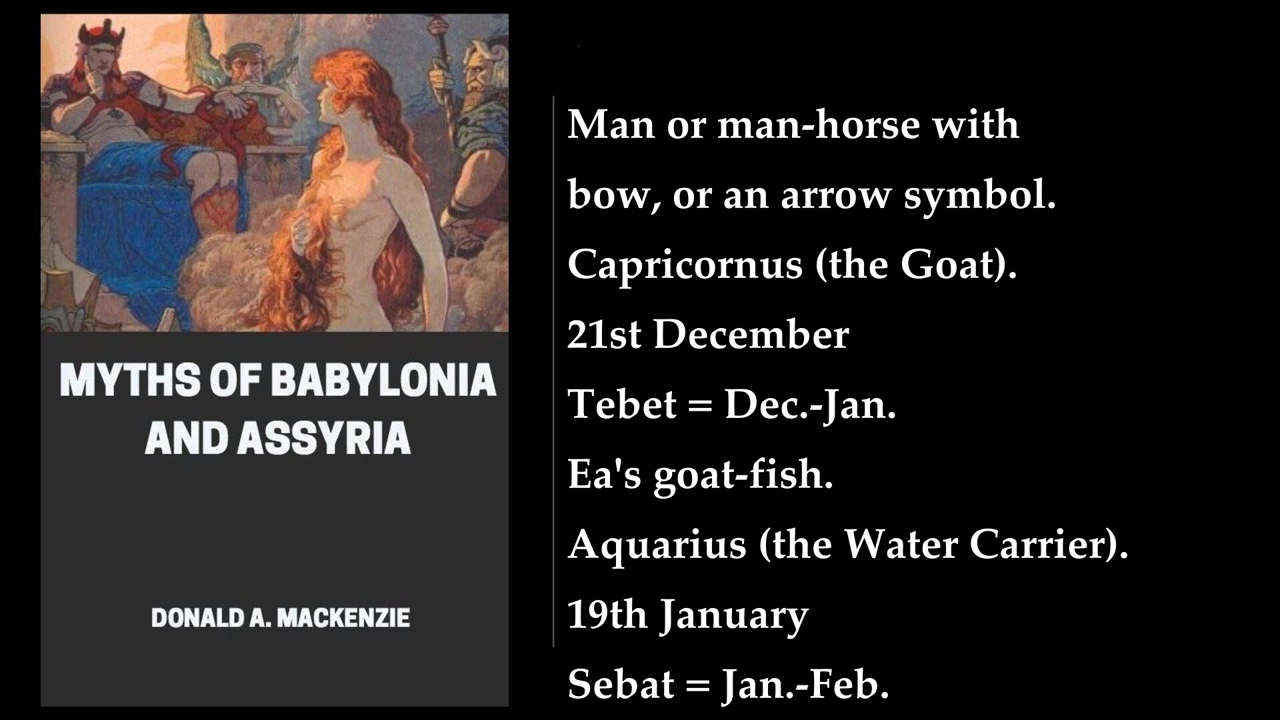 MYTHS OF BABYLONIA
AND ASSYRIA
DONALD A. MACKENZIE
Man or man-horse with
bow, or an arrow symbol.
Capricornus (the Goat).
21st December
Tebet = Dec.-Jan.
Ea's goat-fish.
Aquarius (the Water Carrier).
19th January
Sebat = Jan.-Feb.